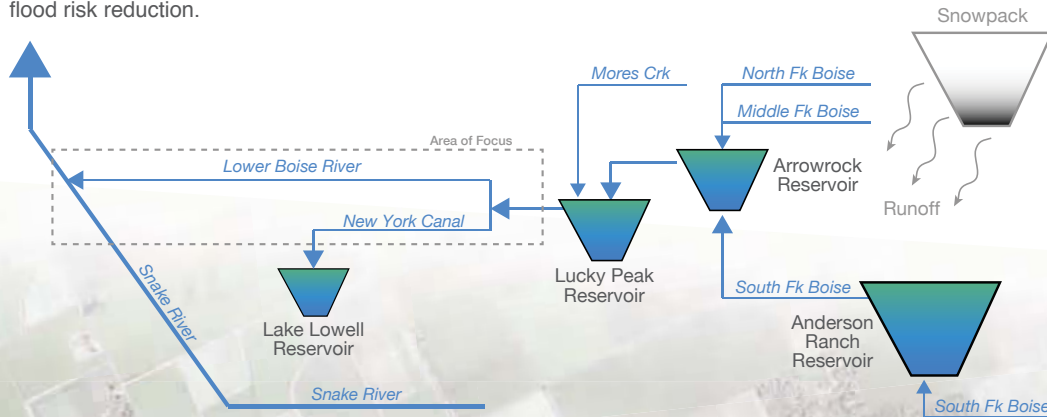 flood risk reduction.
Snowpack
Mores Crk
North Fk Boise
Middle Fk Boise
Area of Focus
Lower Boise River
Arrowrock
Reservoir
Runoff
New York Canal
Lucky Peak
Reservoir
Snake River
South Fk Boise
Lake Lowell
Reservoir
Anderson
Ranch
Reservoir
Snake River
South Fk Boise